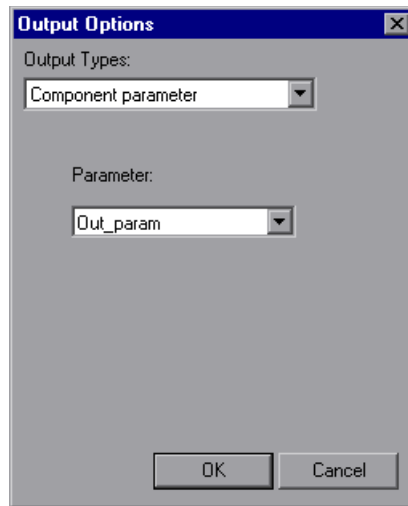 Output Options
Output Types:
Component parameter
Parameter:
Out_param
OK Cancel